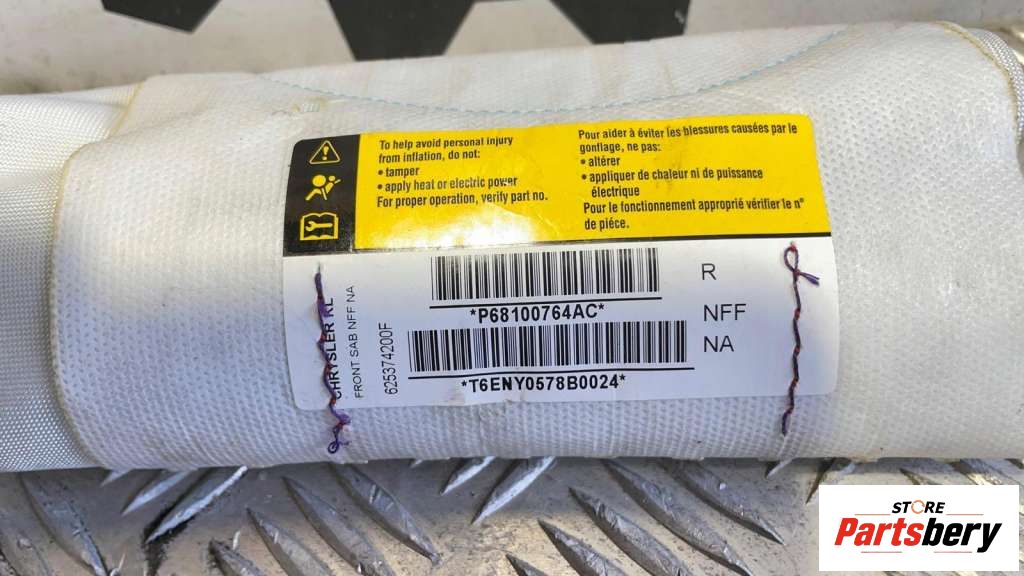 To help avoid personal injury
from inflation, do not:
• tamper
• apply heat or electric power
For proper operation, verify part no.
Pour aider à éviter les blessures causées par le
gonflage, ne pas:
• altérer
• appliquer de chaleur ni de puissance
électrique
Pour le fonctionnement approprié vérifier le n°
de piéce.
*P68100764AC*
*T6ENY0578B0024*
R
NFF
NA
CHRYSLER RL
FRONT SAB NFF NA
625374200F
STORE
Partsbery